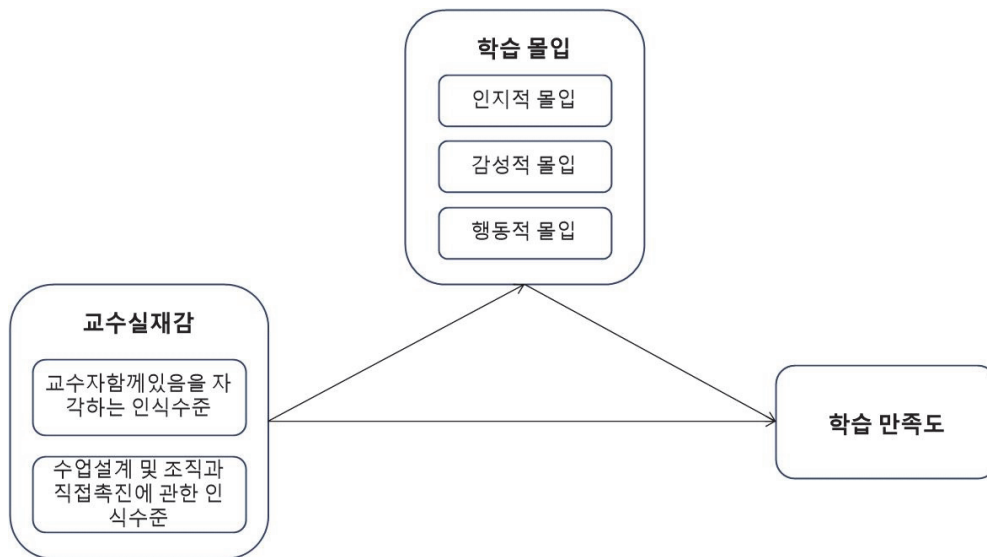 학습 몰입
인지적 몰입
감성적 몰입
행동적 몰입
교수실재감
교수자함께있음을 자
각하는 인식수준
수업설계 및 조직과
직접촉진에 관한 인
식수준
학습 만족도